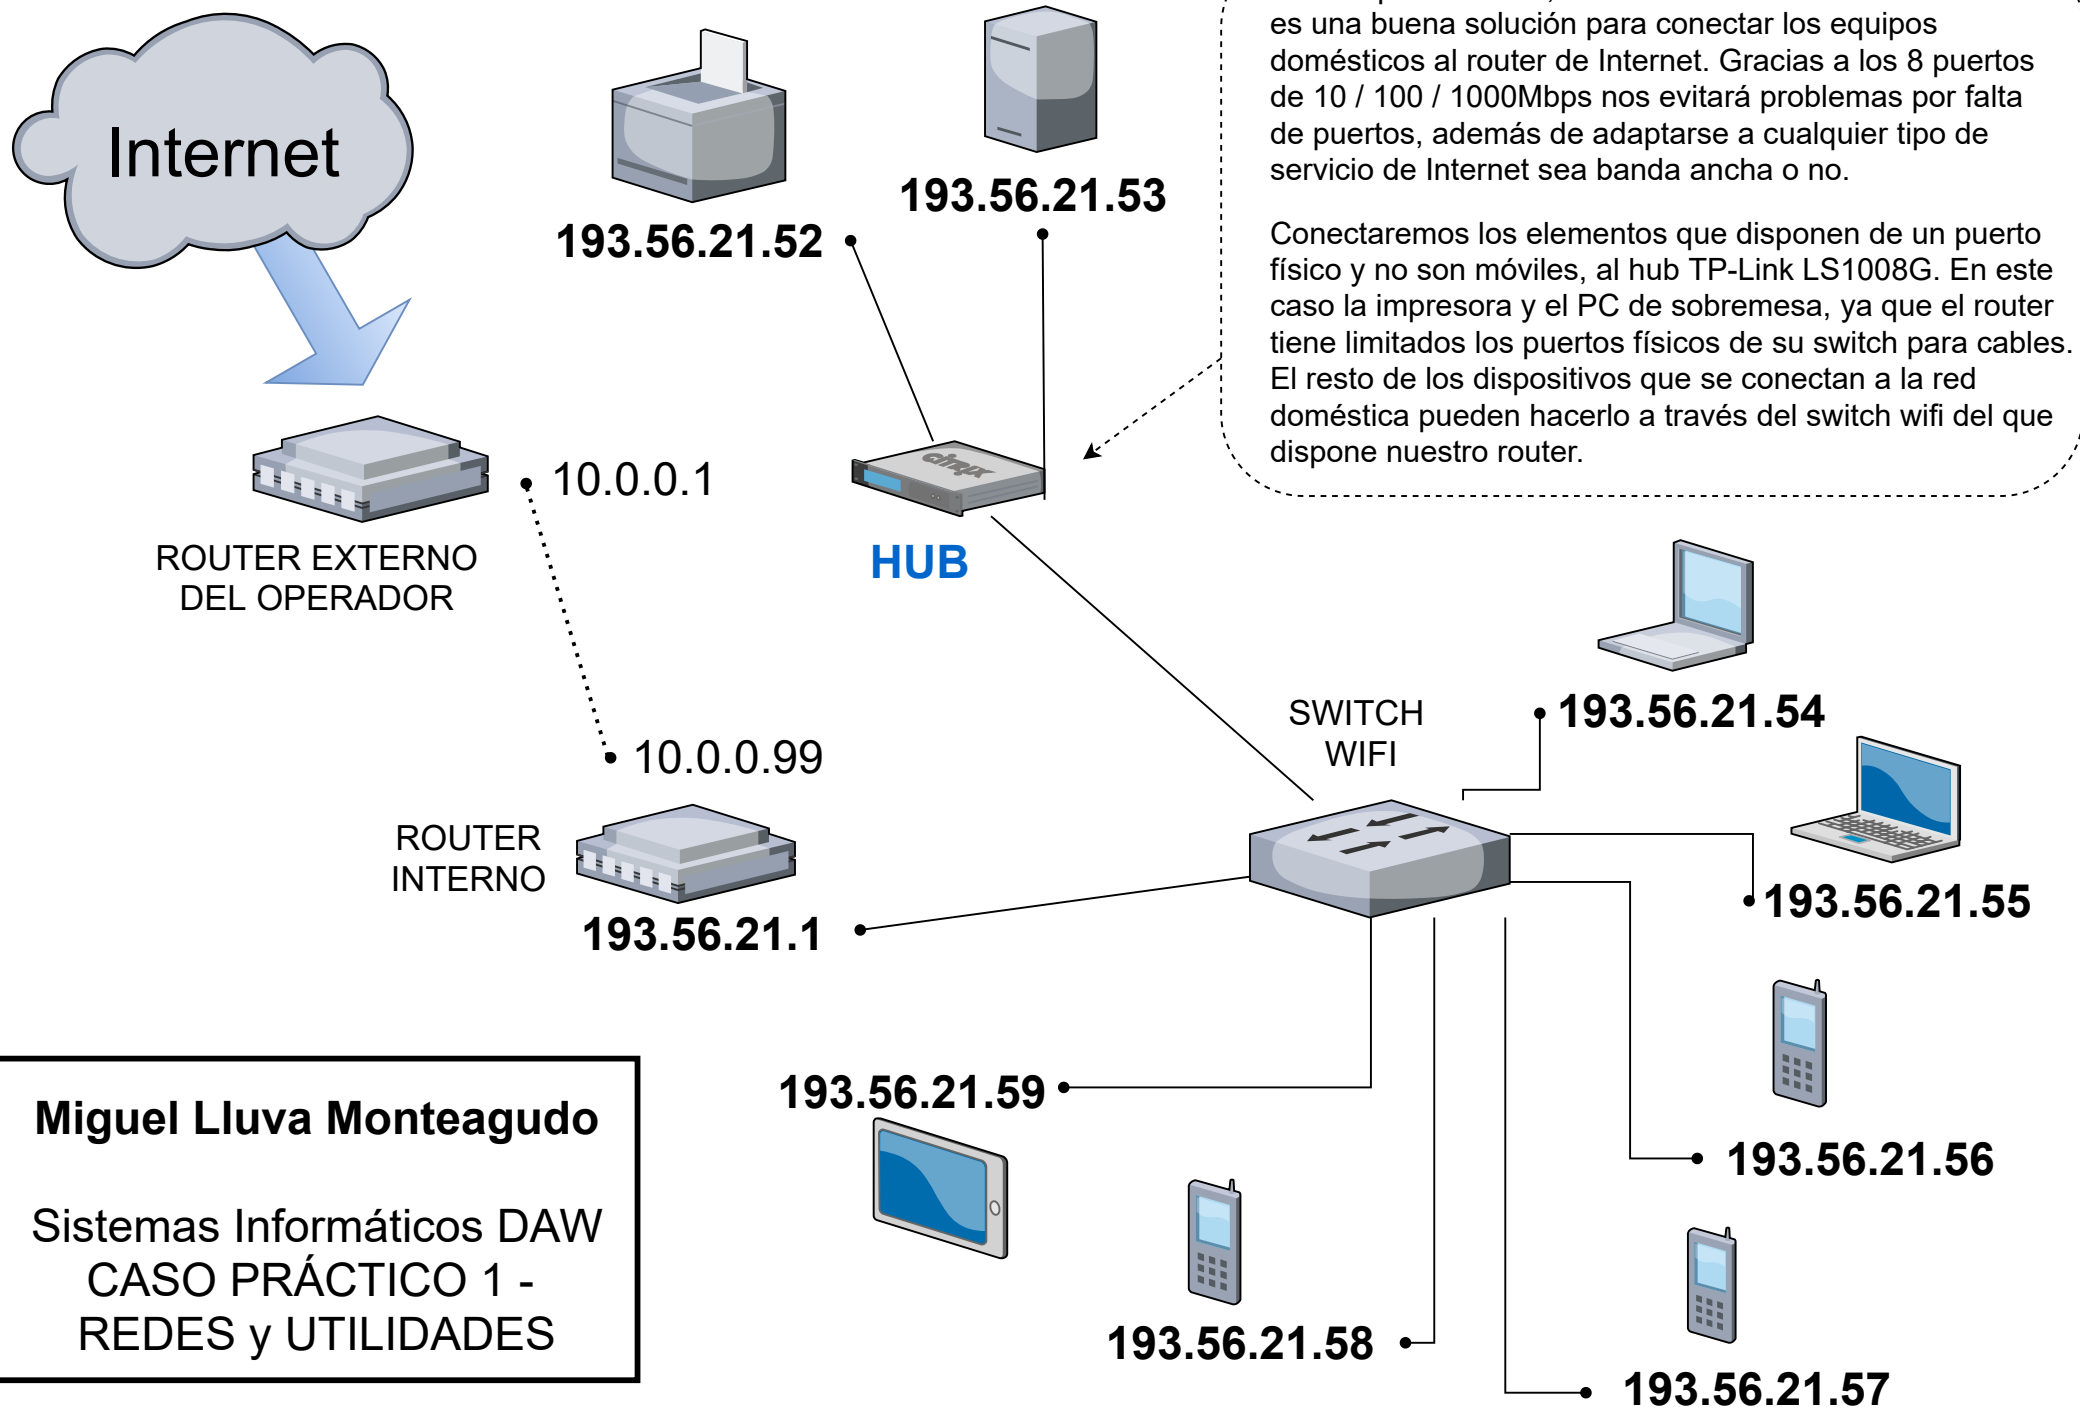 Internet
193.56.21.52
193.56.21.53
es una buena solución para conectar los equipos
domésticos al router de Internet. Gracias a los 8 puertos
de 10 / 100 / 1000Mbps nos evitará problemas por falta
de puertos, además de adaptarse a cualquier tipo de
servicio de Internet sea banda ancha o no.
Conectaremos los elementos que disponen de un puerto
físico y no son móviles, al hub TP-Link LS1008G. En este
caso la impresora y el PC de sobremesa, ya que el router
tiene limitados los puertos físicos de su switch para cables.
El resto de los dispositivos que se conectan a la red
doméstica pueden hacerlo a través del switch wifi del que
dispone nuestro router.
10.0.0.1
ROUTER EXTERNO
DEL OPERADOR
CITRIX
HUB
10.0.0.99
ROUTER
INTERNO
193.56.21.1
SWITCH
WIFI
193.56.21.54
193.56.21.55
193.56.21.56
193.56.21.57
193.56.21.58
193.56.21.59
Miguel Lluva Monteagudo
Sistemas Informáticos DAW
CASO PRÁCTICO 1 -
REDES y UTILIDADES